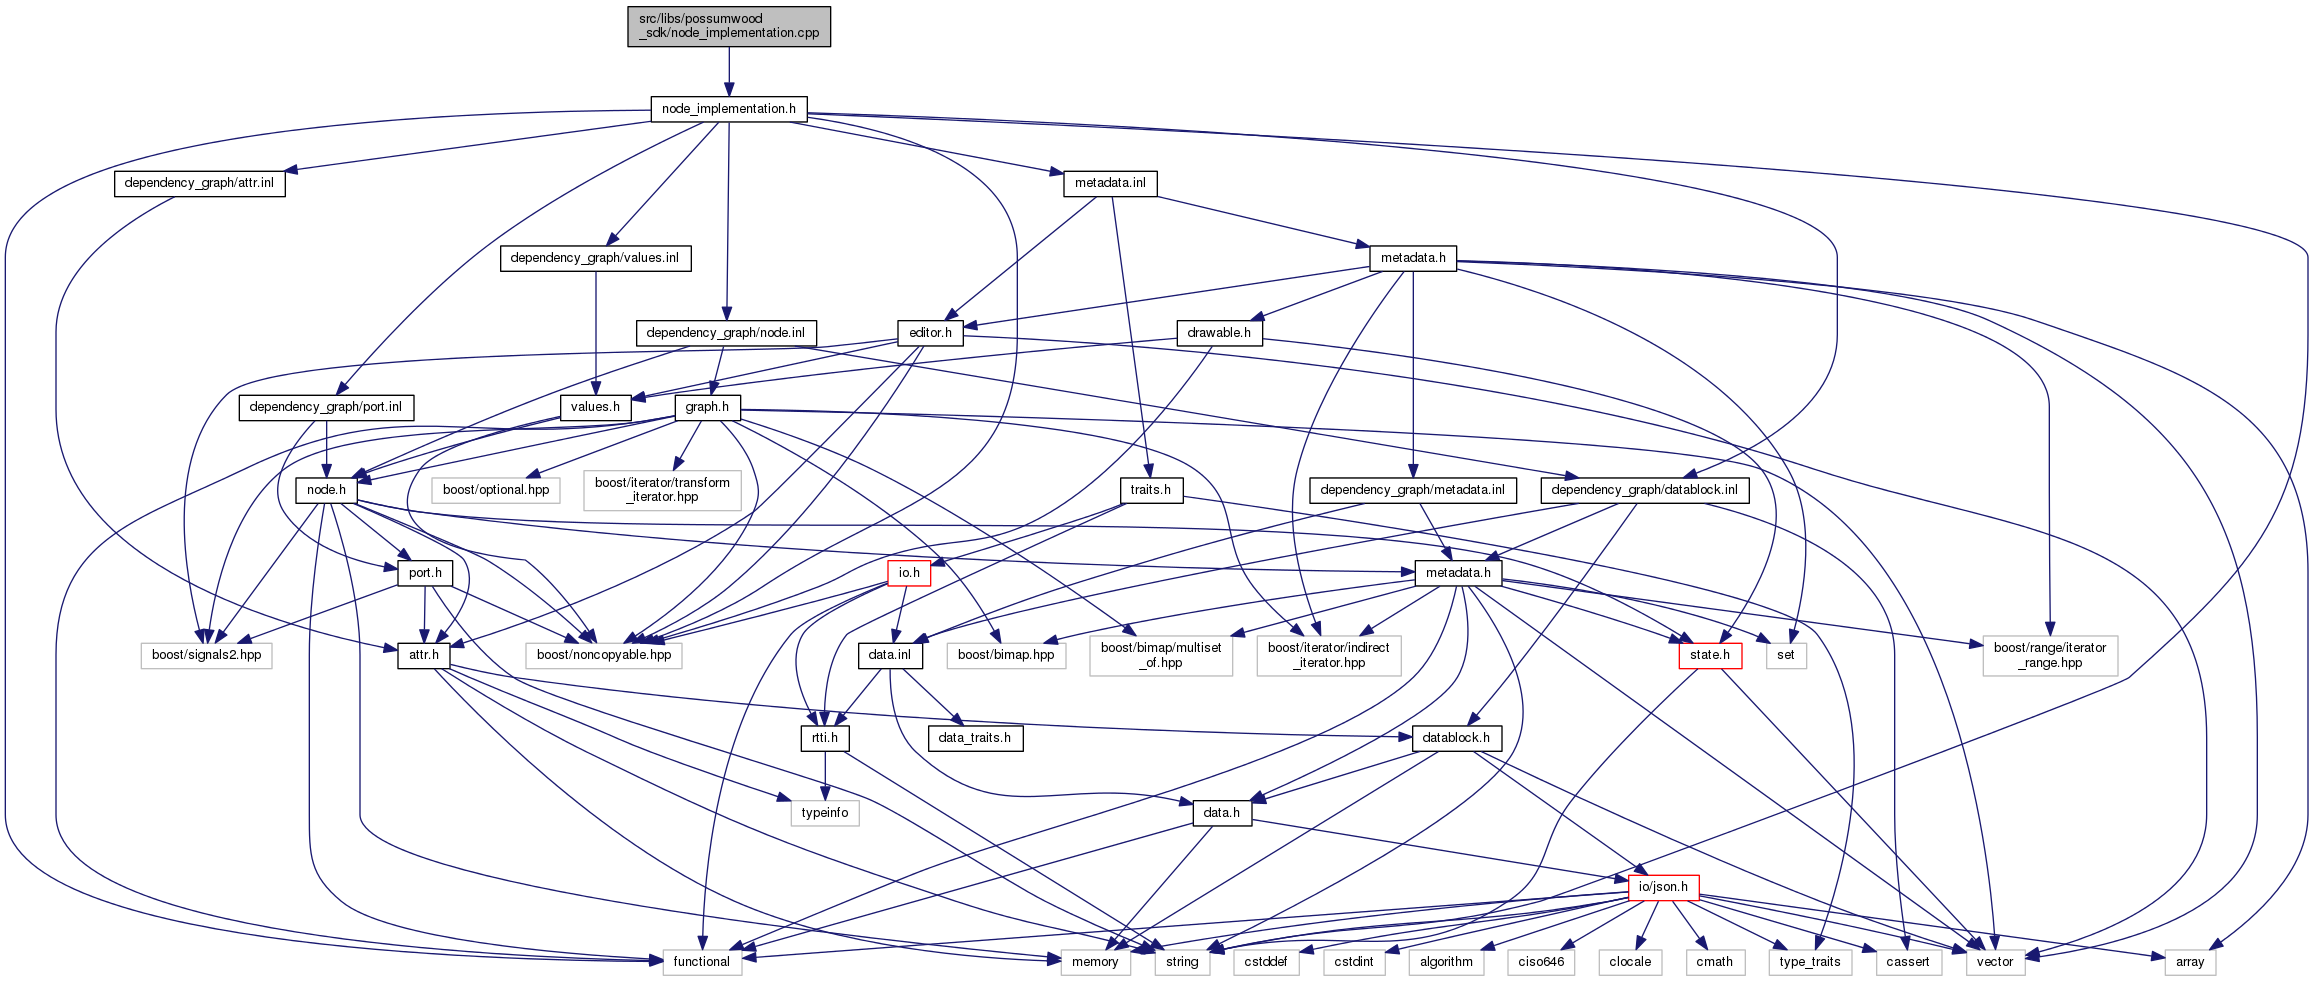 src/libs/possumwood
_sdk/node_implementation.cpp
node_implementation.h
dependency_graph/attr.inl
metadata.inl
dependency_graph/values.inl
metadata.h
dependency_graph/node.inl
editor.h
drawable.h
dependency_graph/port.inl
values.h
graph.h
node.h
boost/optional.hpp
boost/iterator/transform
_iterator.hpp
traits.h
dependency_graph/metadata.inl
dependency_graph/datablock.inl
port.h
io.h
metadata.h
boost/signals2.hpp
attr.h
boost/noncopyable.hpp
data.inl
boost/bimap.hpp
boost/bimap/multiset
_of.hpp
boost/iterator/indirect
_iterator.hpp
state.h
set
boost/range/iterator
_range.hpp
rtti.h
data_traits.h
datablock.h
typeinfo
data.h
io/json.h
functional
memory
string
cstddef
cstdint
algorithm
ciso646
clocale
cmath
type_traits
cassert
vector
array